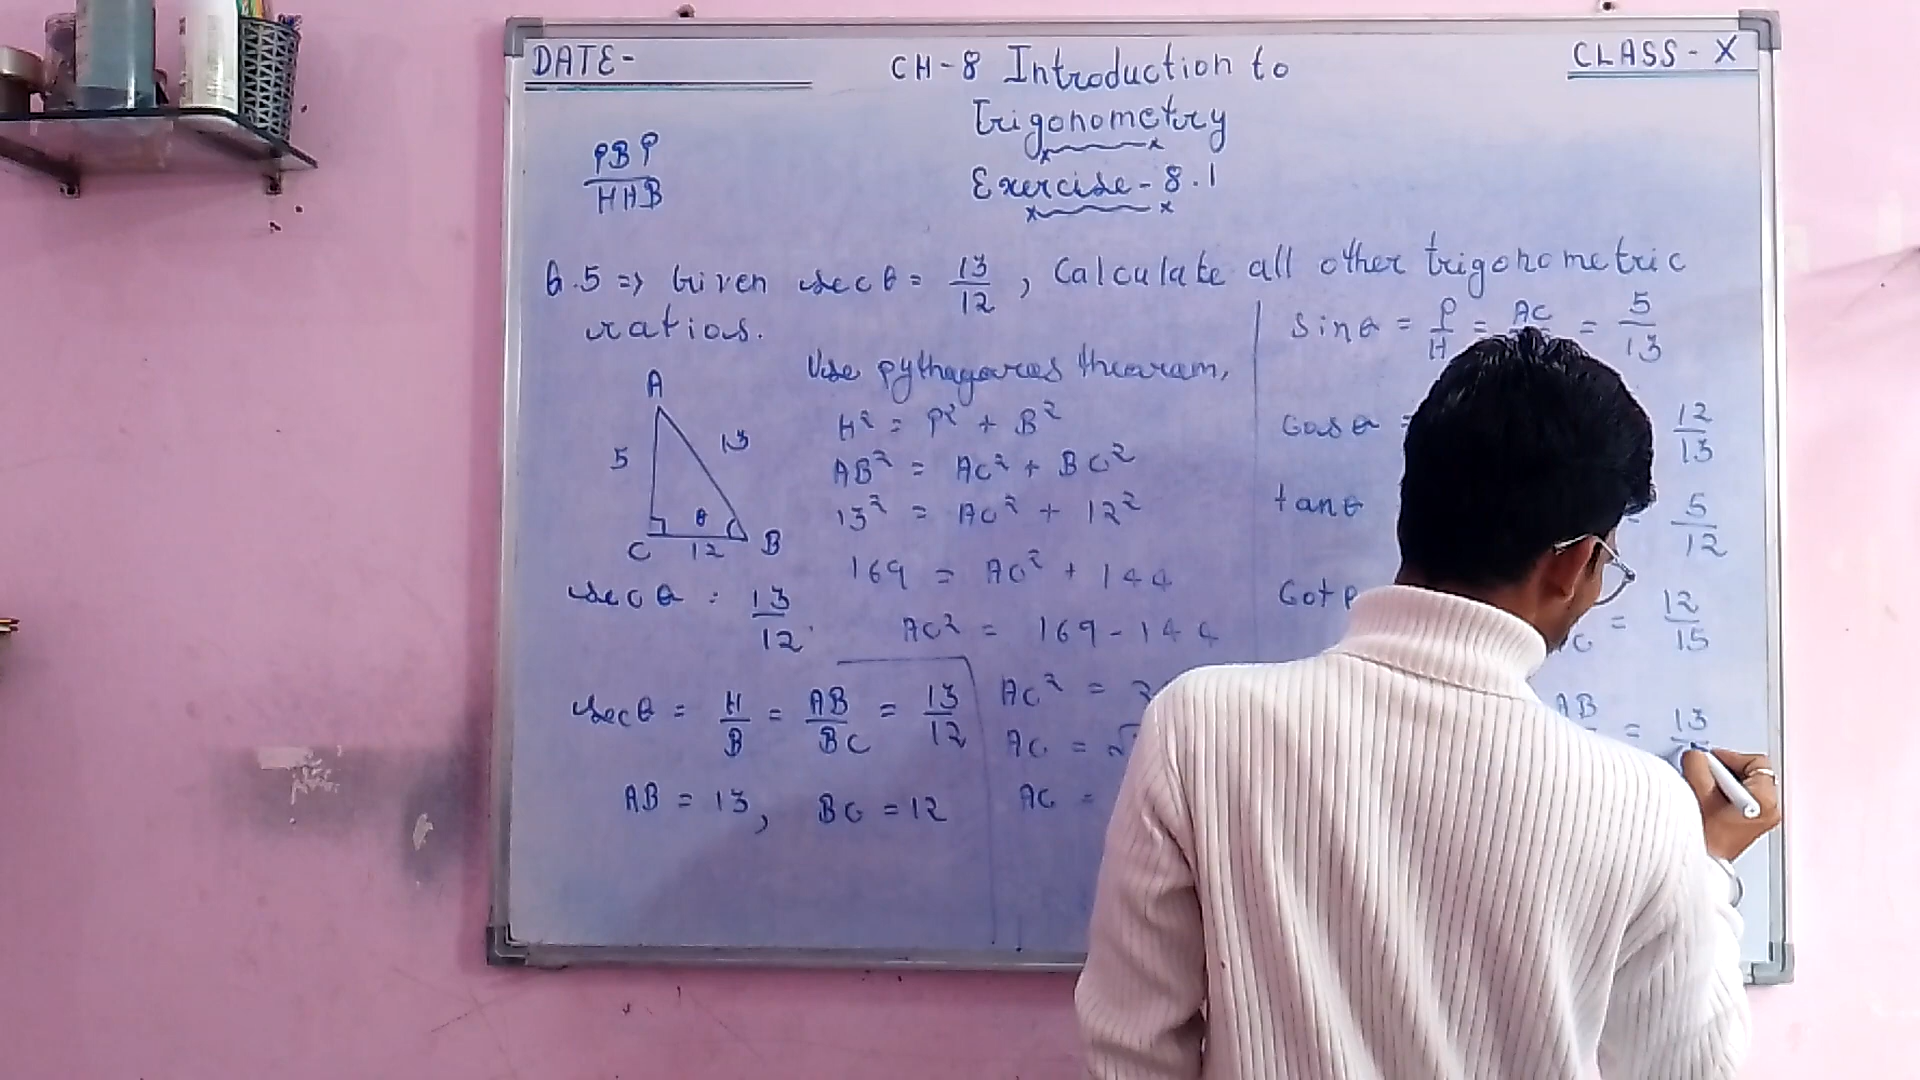 DATE-
CH-8 Introduction to
Trigonometry
CLASS-X
PBP
HHB
Exercise-8.1
Q.5 => Given secθ = 13/12, Calculate all other trigonometric
ratios.
A
5
13
θ
C 12 B
secθ = 13/12.
secθ = H/B = AB/BC = 13/12
AB = 13, BC = 12
Use pythagoras thearam,
H² = P² + B²
AB² = AC² + BC²
13² = AC² + 12²
169 = AC² + 144
AC² = 169-144
AC² = 2
AC = √
AC =
Sinθ = P/H = AC = 5/13
Cosθ = 12/13
tanθ = 5/12
Cot = 12/15
AB = 13